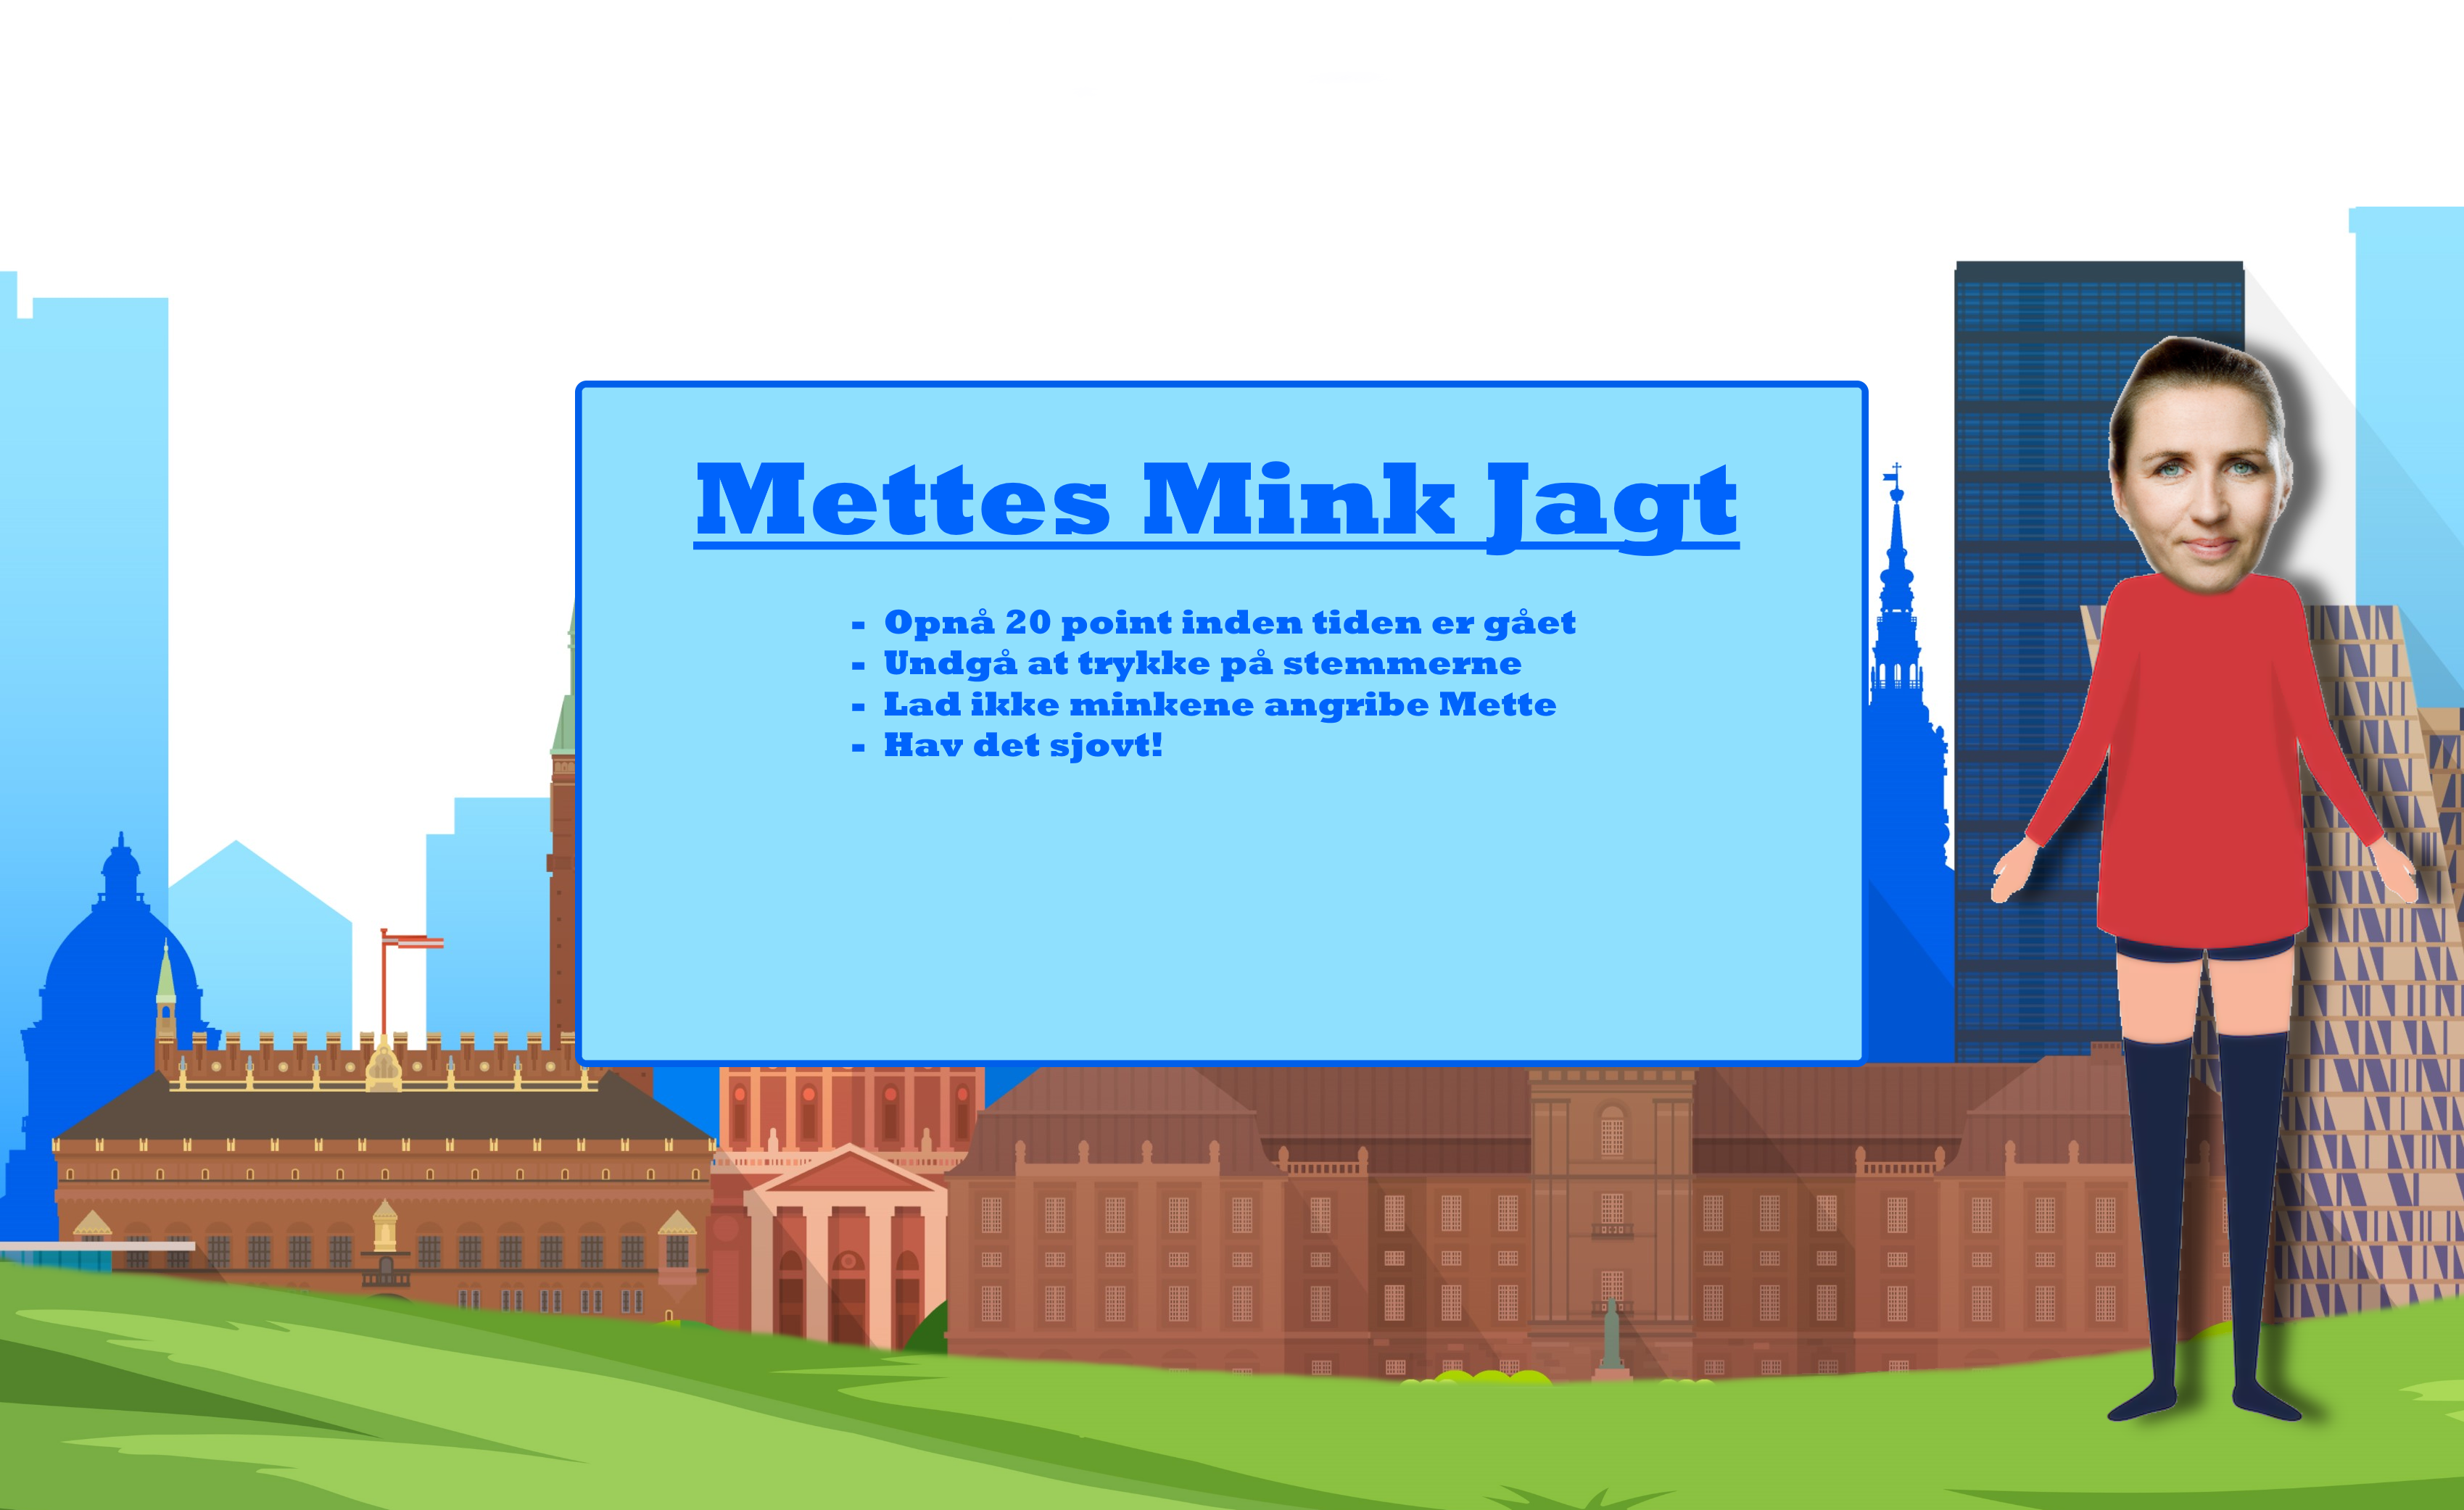 Mettes Mink Jagt
- Opnå 20 point inden tiden er gået
- Undgå at trykke på stemmerne
- Lad ikke minkene angribe Mette
- Hav det sjovt!